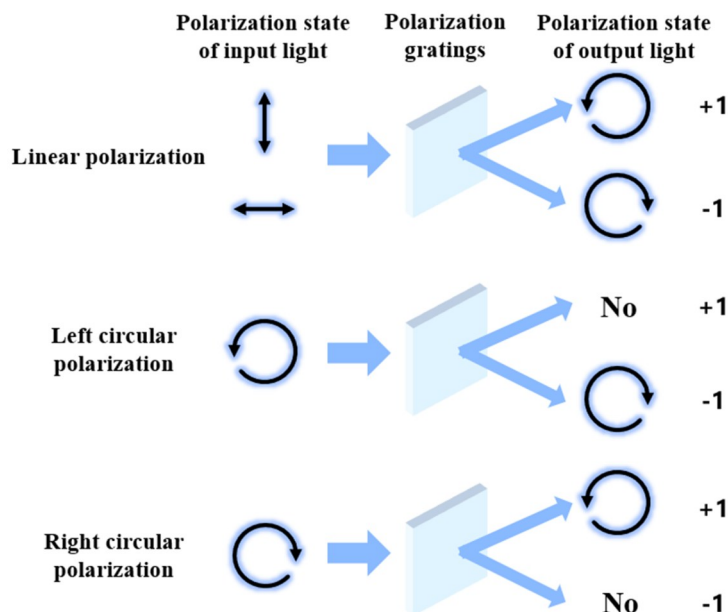 Polarization state
of input light
Polarization
gratings
Polarization state
of output light
Linear polarization
+1
-1
Left circular
polarization
No
+1
-1
Right circular
polarization
+1
No
-1